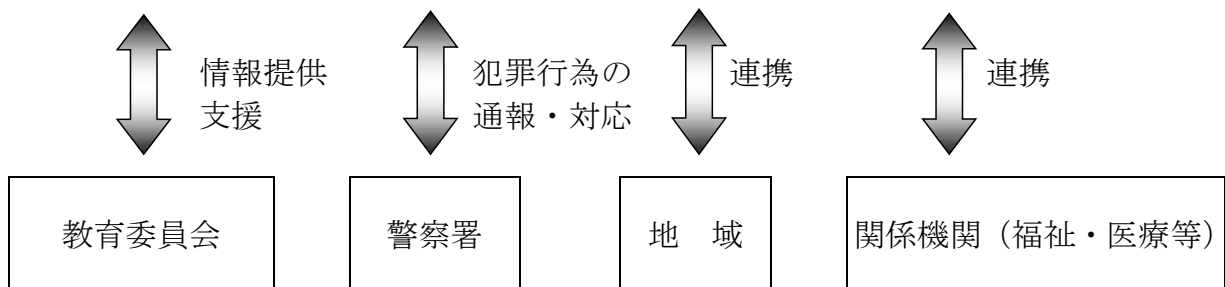 情報提供
支援
犯罪行為の
通報・対応
連携
連携
教育委員会
警察署
地　域
関係機関（福祉・医療等）